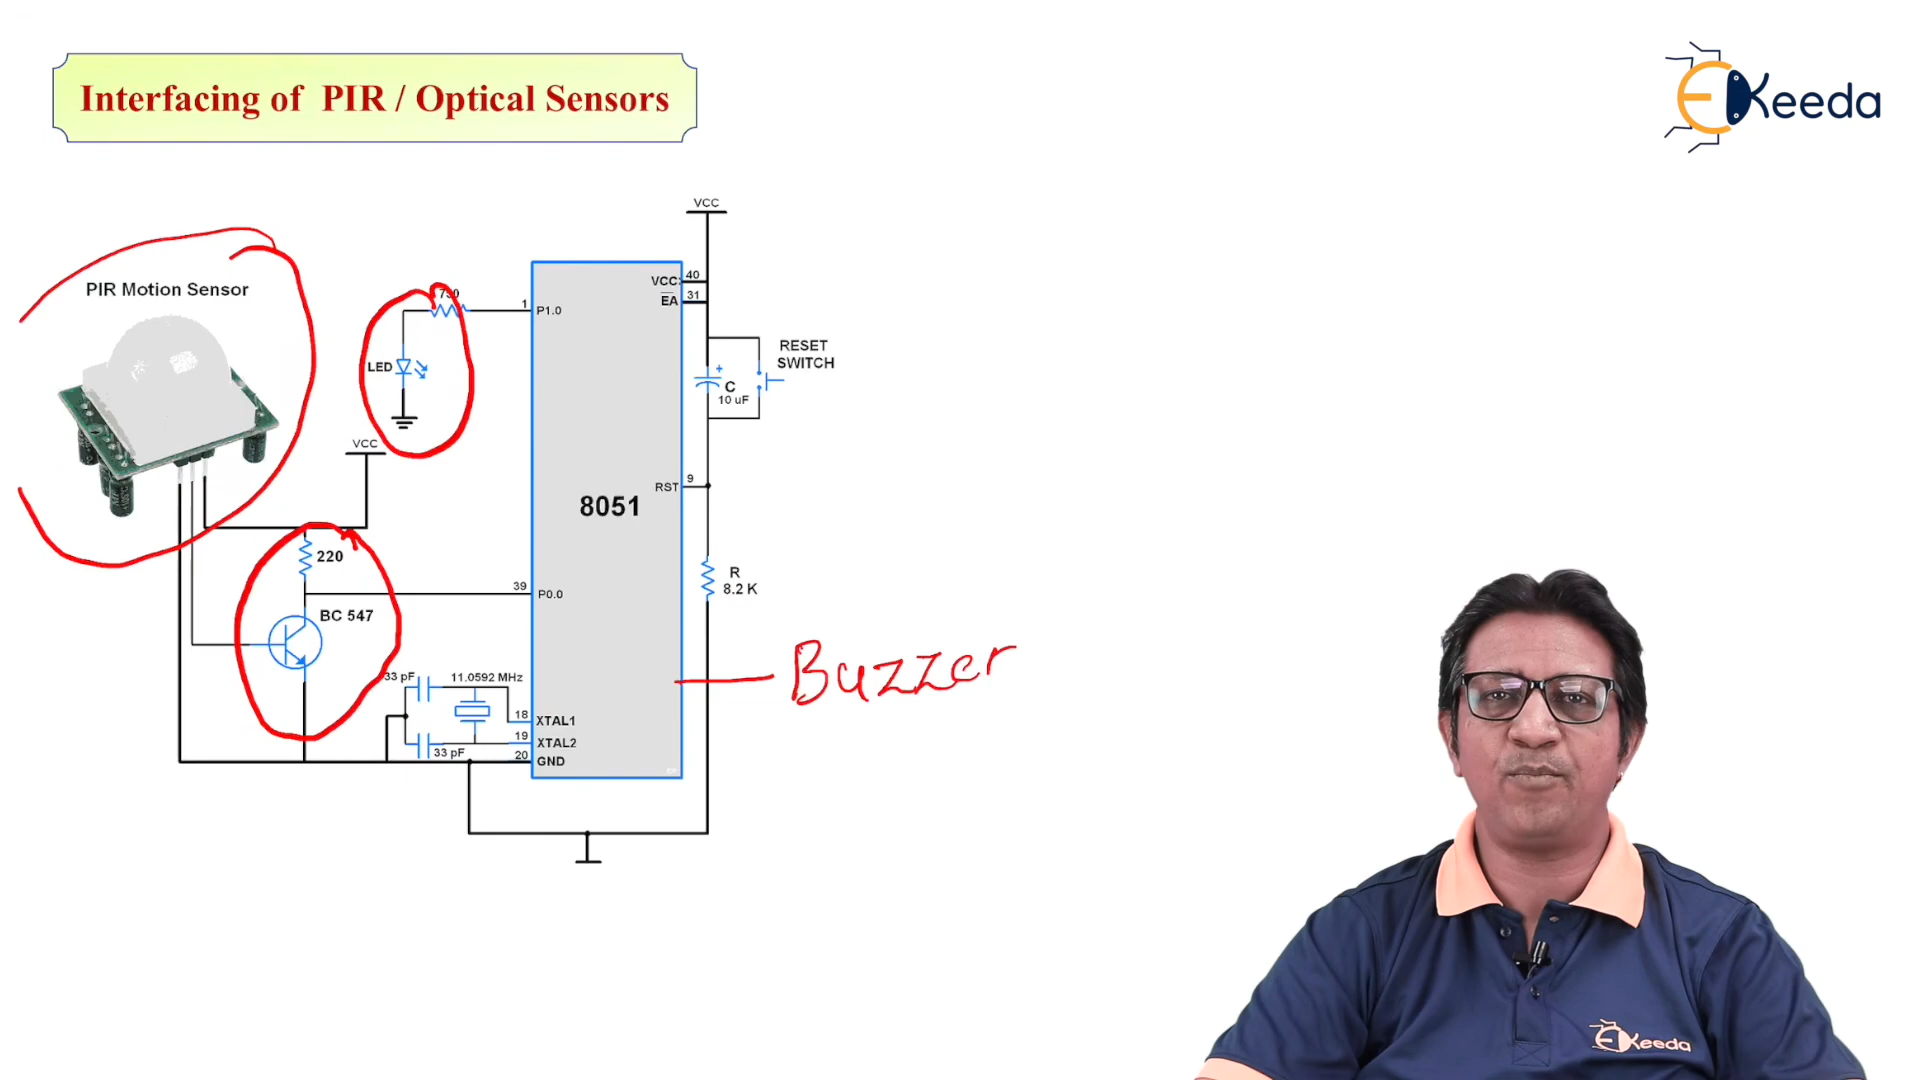 Interfacing of PIR / Optical Sensors
EKeeda
VCC
PIR Motion Sensor
VCC 40
EA 31
1 P1.0
LED
RESET
SWITCH
+
C
10 uF
VCC
8051
RST 9
220
39 P0.0
BC 547
R
8.2 K
Buzzer
33 pF
11.0592 MHz
18 XTAL1
19 XTAL2
33 pF
20 GND
EKeeda